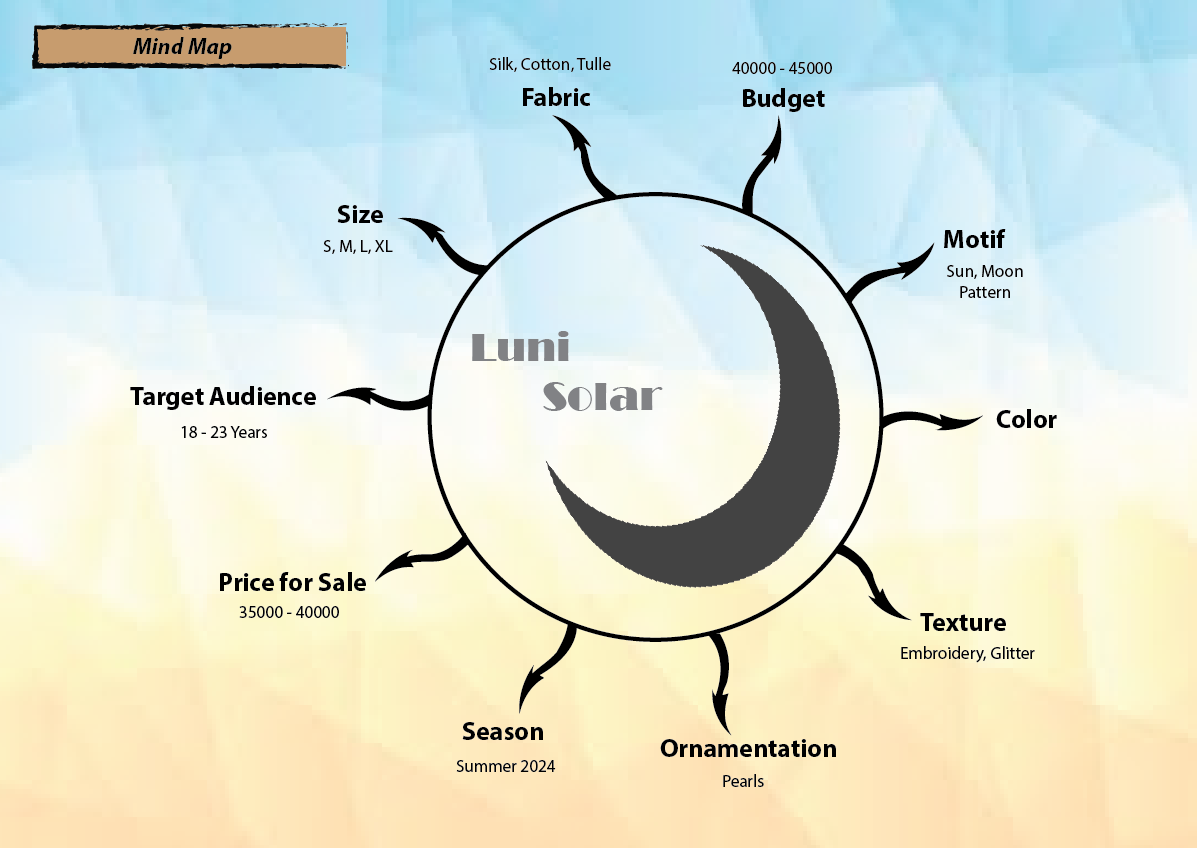 Mind Map
Silk, Cotton, Tulle
Fabric
40000 - 45000
Budget
Size
S, M, L, XL
Motif
Sun, Moon
Pattern
Luni
Solar
Target Audience
18 - 23 Years
Color
Price for Sale
35000 - 40000
Texture
Embroidery, Glitter
Season
Summer 2024
Ornamentation
Pearls